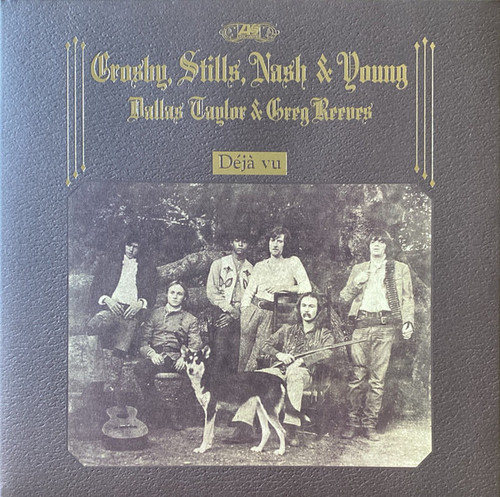 Crosby, Stills, Nash & Young
Dallas Taylor & Greg Reeves
Déjà vu